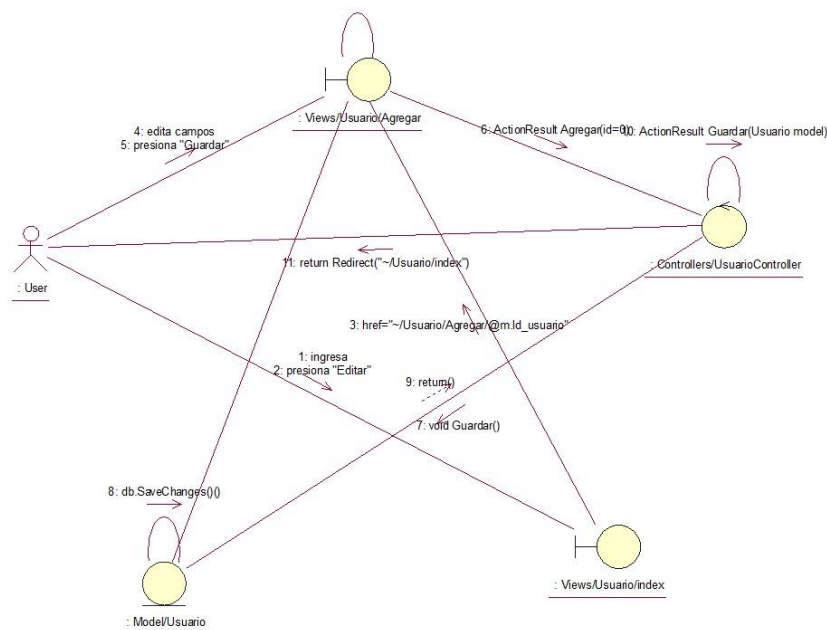 : Views/Usuario/Agregar
4: edita campos
5: presiona "Guardar"
6: ActionResult Agregar(id=0)()
10: ActionResult Guardar(Usuario model)
: User
11: return Redirect("~/Usuario/index")
: Controllers/UsuarioController
3: href="~/Usuario/Agregar/@m.Id_usuario"
1: ingresa
2: presiona "Editar"
9: return()
7: void Guardar()
8: db.SaveChanges()()
: Views/Usuario/index
: Model/Usuario